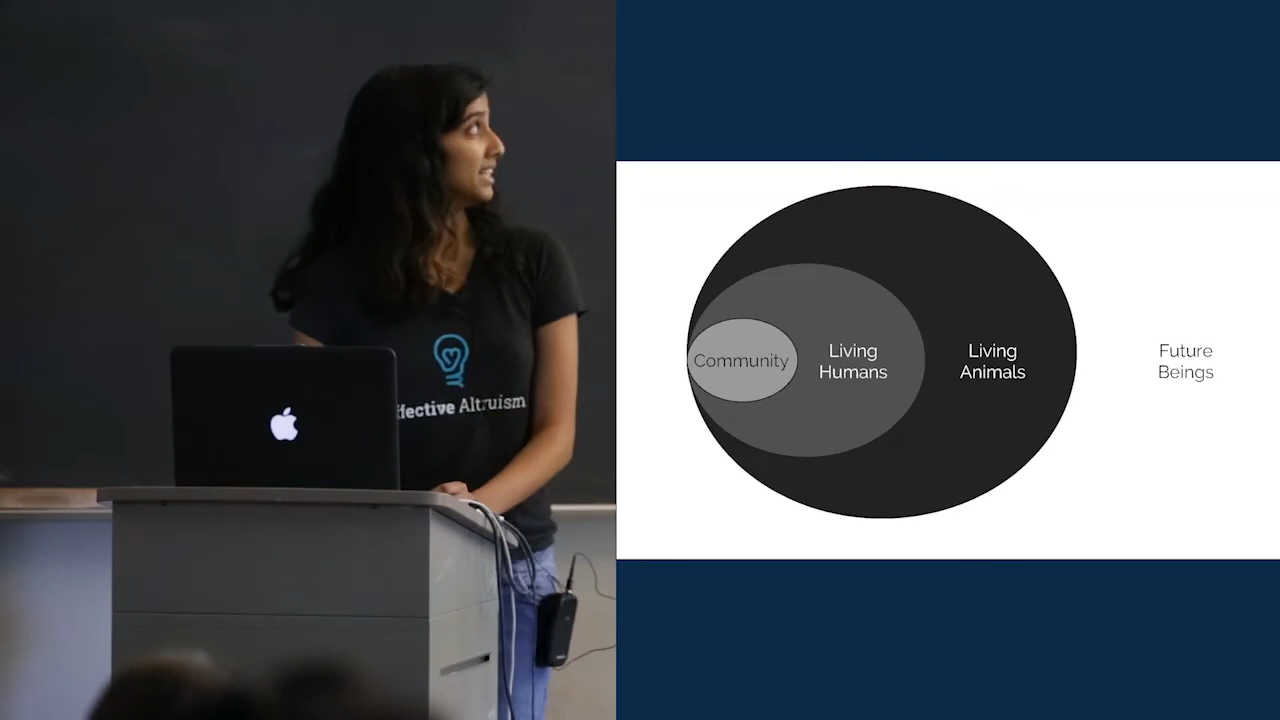 ffective Altruism
Community
Living
Humans
Living
Animals
Future
Beings